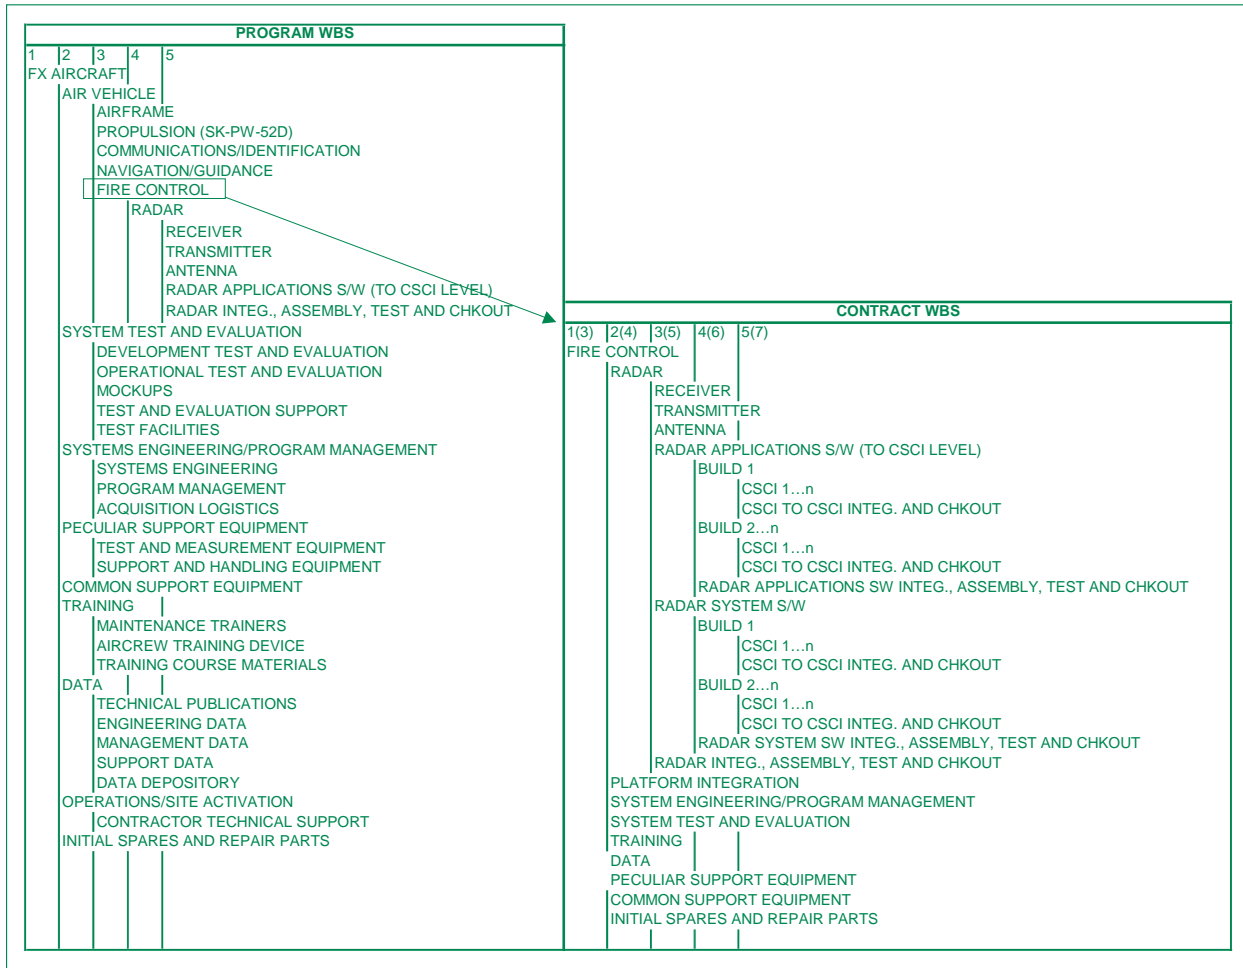 PROGRAM WBS
1 2 3 4 5
FX AIRCRAFT
AIR VEHICLE
AIRFRAME
PROPULSION (SK-PW-52D)
COMMUNICATIONS/IDENTIFICATION
NAVIGATION/GUIDANCE
FIRE CONTROL
RADAR
RECEIVER
TRANSMITTER
ANTENNA
RADAR APPLICATIONS S/W (TO CSCI LEVEL)
RADAR INTEG., ASSEMBLY, TEST AND CHKOUT
SYSTEM TEST AND EVALUATION
DEVELOPMENT TEST AND EVALUATION
OPERATIONAL TEST AND EVALUATION
MOCKUPS
TEST AND EVALUATION SUPPORT
TEST FACILITIES
SYSTEMS ENGINEERING/PROGRAM MANAGEMENT
SYSTEMS ENGINEERING
PROGRAM MANAGEMENT
ACQUISITION LOGISTICS
PECULIAR SUPPORT EQUIPMENT
TEST AND MEASUREMENT EQUIPMENT
SUPPORT AND HANDLING EQUIPMENT
COMMON SUPPORT EQUIPMENT
TRAINING
MAINTENANCE TRAINERS
AIRCREW TRAINING DEVICE
TRAINING COURSE MATERIALS
DATA
TECHNICAL PUBLICATIONS
ENGINEERING DATA
MANAGEMENT DATA
SUPPORT DATA
DATA DEPOSITORY
OPERATIONS/SITE ACTIVATION
CONTRACTOR TECHNICAL SUPPORT
INITIAL SPARES AND REPAIR PARTS
CONTRACT WBS
1(3) 2(4) 3(5) 4(6) 5(7)
FIRE CONTROL
RADAR
RECEIVER
TRANSMITTER
ANTENNA
RADAR APPLICATIONS S/W (TO CSCI LEVEL)
BUILD 1
CSCI 1…n
CSCI TO CSCI INTEG. AND CHKOUT
BUILD 2…n
CSCI 1…n
CSCI TO CSCI INTEG. AND CHKOUT
RADAR APPLICATIONS SW INTEG., ASSEMBLY, TEST AND CHKOUT
RADAR SYSTEM S/W
BUILD 1
CSCI 1…n
CSCI TO CSCI INTEG. AND CHKOUT
BUILD 2…n
CSCI 1…n
CSCI TO CSCI INTEG. AND CHKOUT
RADAR SYSTEM SW INTEG., ASSEMBLY, TEST AND CHKOUT
RADAR INTEG., ASSEMBLY, TEST AND CHKOUT
PLATFORM INTEGRATION
SYSTEM ENGINEERING/PROGRAM MANAGEMENT
SYSTEM TEST AND EVALUATION
TRAINING
DATA
PECULIAR SUPPORT EQUIPMENT
COMMON SUPPORT EQUIPMENT
INITIAL SPARES AND REPAIR PARTS